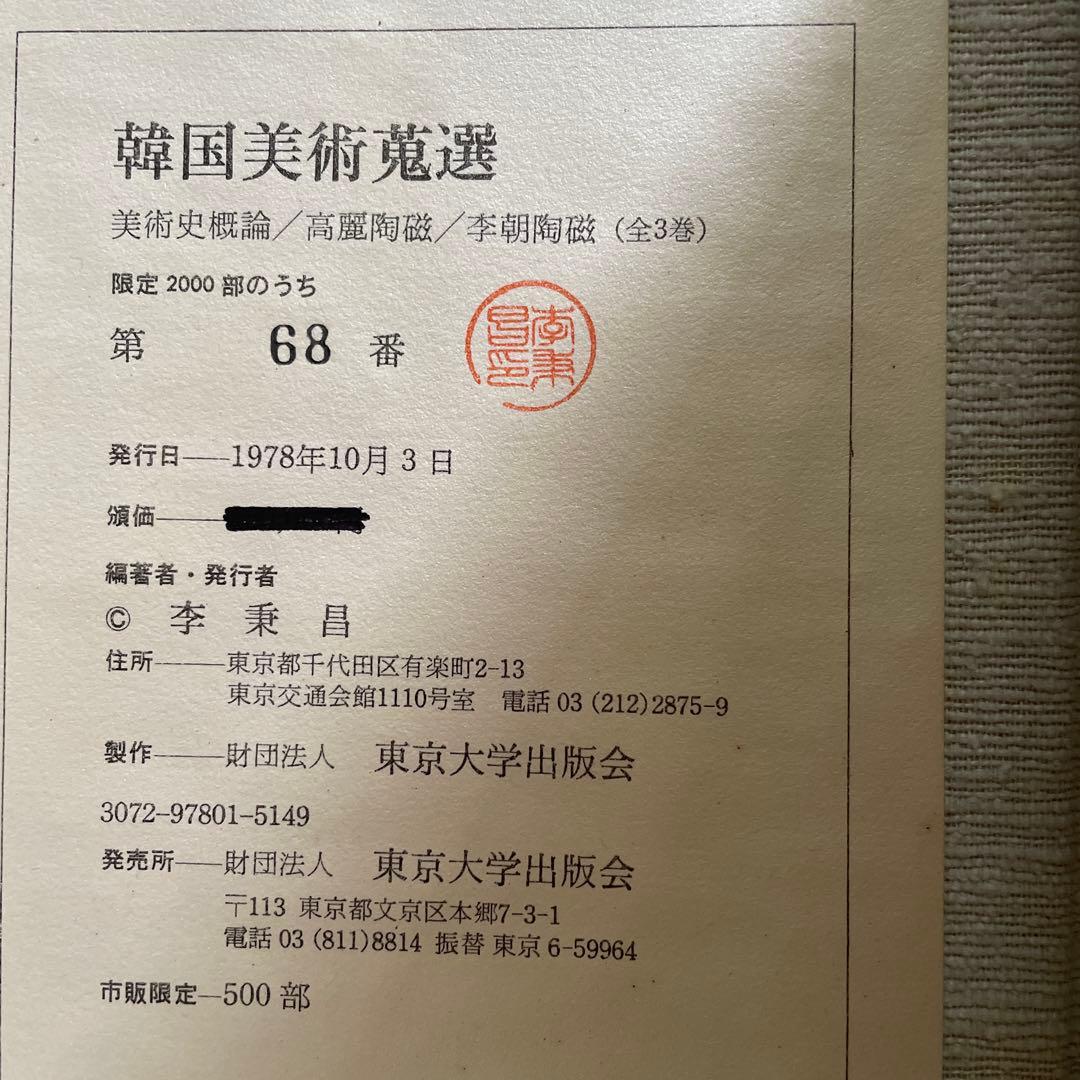 韓国美術蒐選
美術史概論／高麗陶磁／李朝陶磁（全3巻）
限定2000部のうち
第 68 番
李秉昌印
発行日──1978年10月3日
頒価───
編著者・発行者
© 李秉昌
住所───東京都千代田区有楽町2-13
東京交通会館1110号室 電話03(212)2875-9
製作───財団法人 東京大学出版会
3072-97801-5149
発売所──財団法人 東京大学出版会
〒113 東京都文京区本郷7-3-1
電話03(811)8814 振替東京6-59964
市販限定─500部